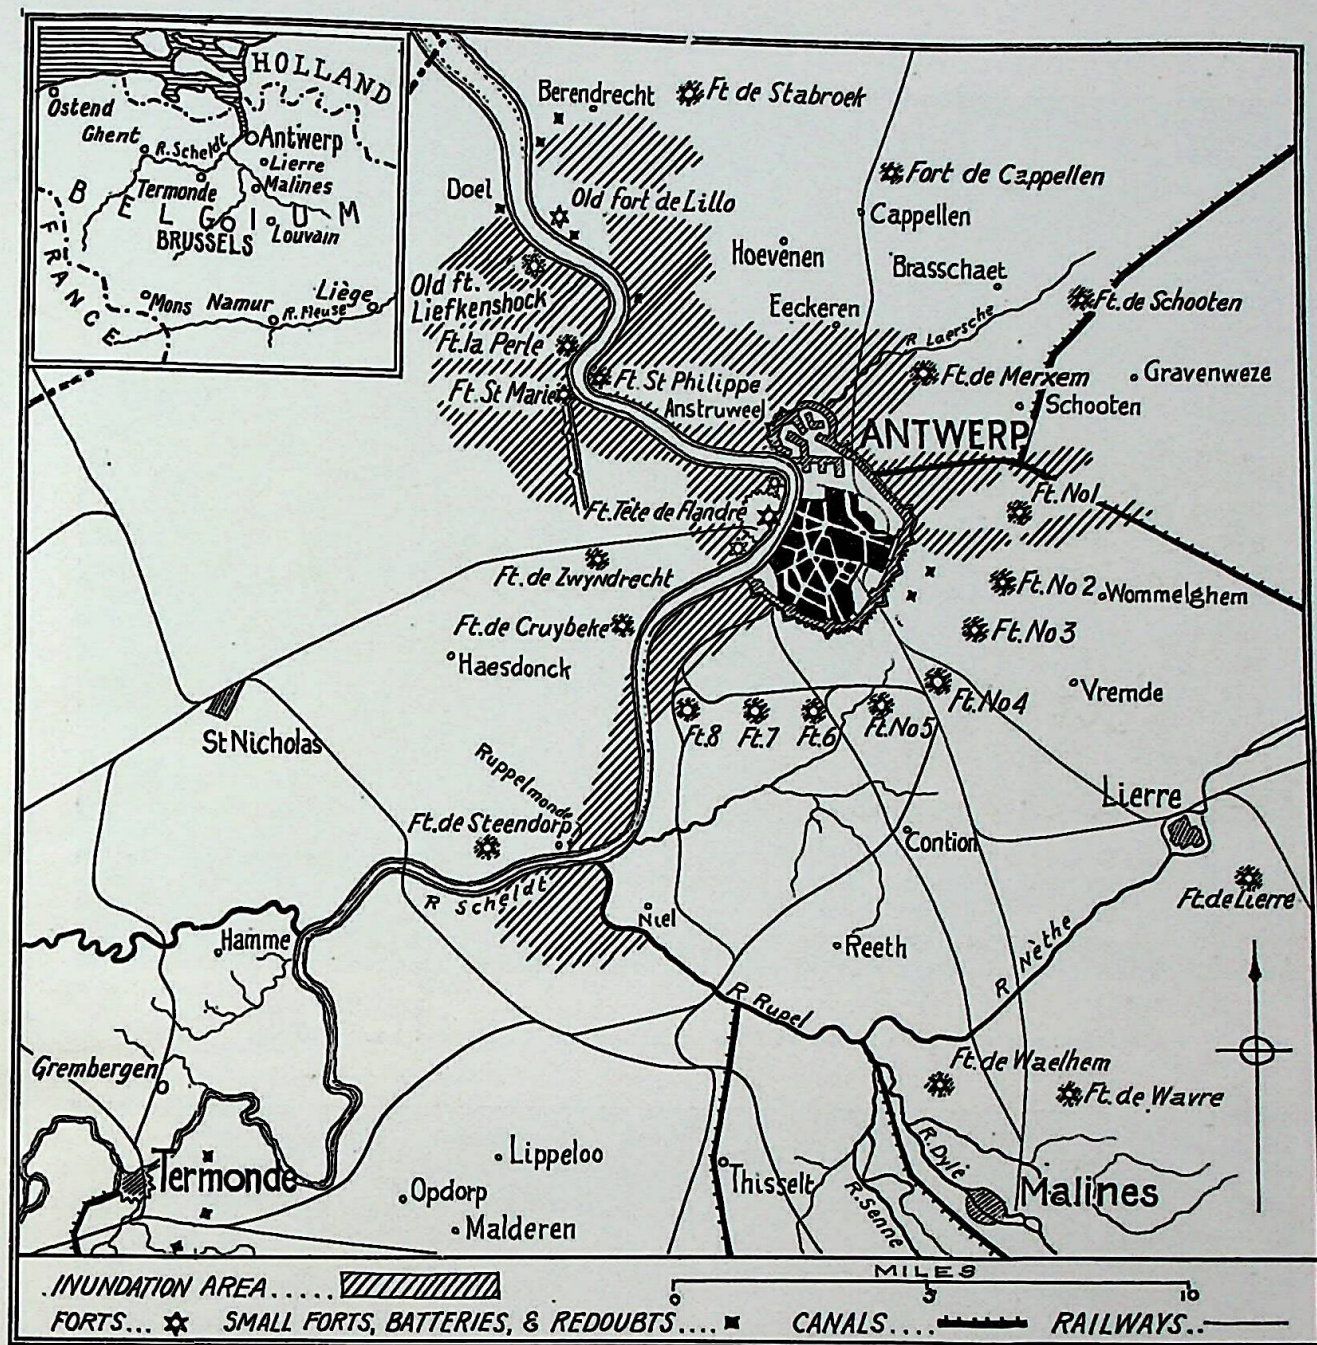 HOLLAND
Ostend
Ghent
R. Scheldt
Antwerp
Lierre
Termonde
Malines
BELGIUM
BRUSSELS
Louvain
FRANCE
Mons
Namur
Liège
R. Meuse
Berendrecht
Ft de Stabroek
Fort de Cappellen
Cappellen
Doel
Old fort de Lillo
Hoevenen
Brasschaet
Old ft.
Liefkenshock
Eeckeren
Ft. de Schooten
R Laersche
Ft. la Perle
Ft. St Philippe
Ft. de Merxem
Gravenweze
Ft. St Marie
Anstruweel
Schooten
ANTWERP
Ft. No1
Ft. Tête de Flandre
Ft. de Zwyndrecht
Ft. No 2
Wommelghem
Ft. de Cruybeke
Ft. No 3
Haesdonck
Ft. No 4
Vremde
Ft. 8
Ft. 7
Ft. 6
Ft. No 5
St Nicholas
Ruppelmonde
Lierre
Ft. de Steendorp
Contion
R Scheldt
Ft. de Lierre
Niel
Hamme
Reeth
R Nèthe
R. Rupel
Grembergen
Ft. de Waelhem
Ft. de Wavre
Termonde
Lippeloo
R. Dyle
Opdorp
Thisselt
Malines
Malderen
R. Senne
INUNDATION AREA.....
MILES
0 5 10
FORTS... SMALL FORTS, BATTERIES, & REDOUBTS.... CANALS.... RAILWAYS..